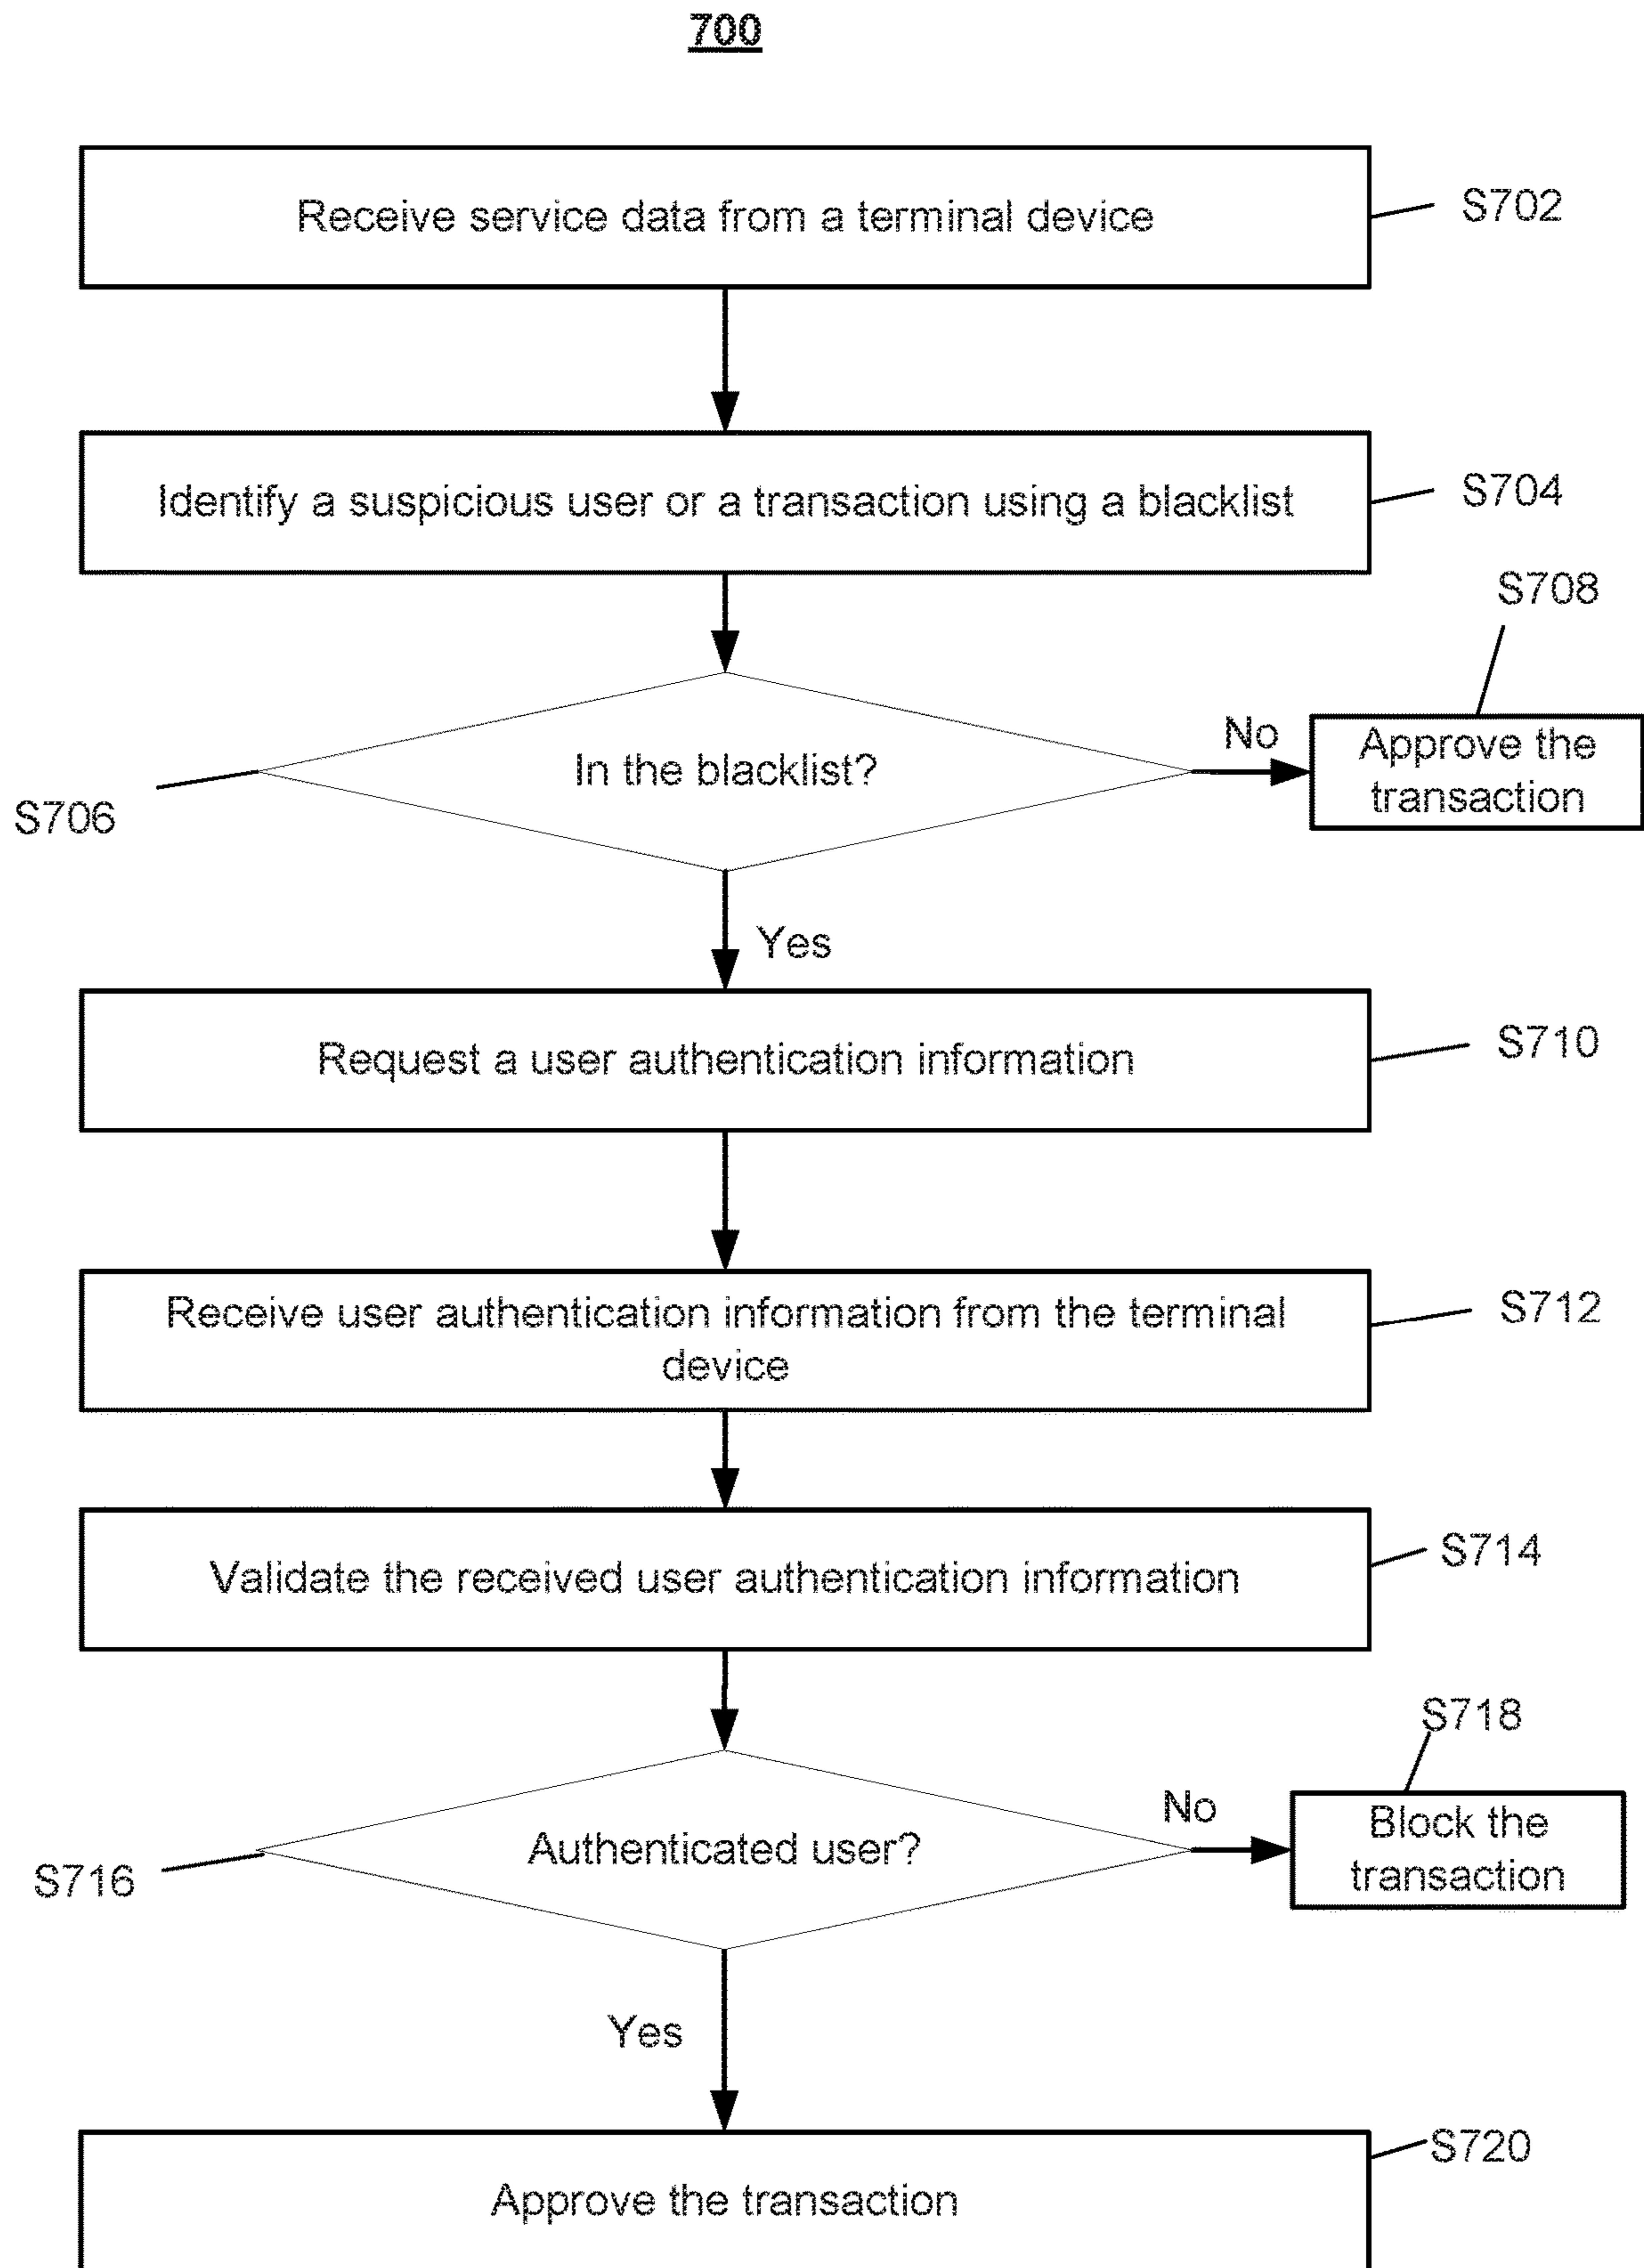 700
Receive service data from a terminal device
S702
Identify a suspicious user or a transaction using a blacklist
S704
S708
In the blacklist?
No
Approve the
transaction
S706
Yes
Request a user authentication information
S710
Receive user authentication information from the terminal
device
S712
Validate the received user authentication information
S714
S718
Authenticated user?
No
Block the
transaction
S716
Yes
S720
Approve the transaction